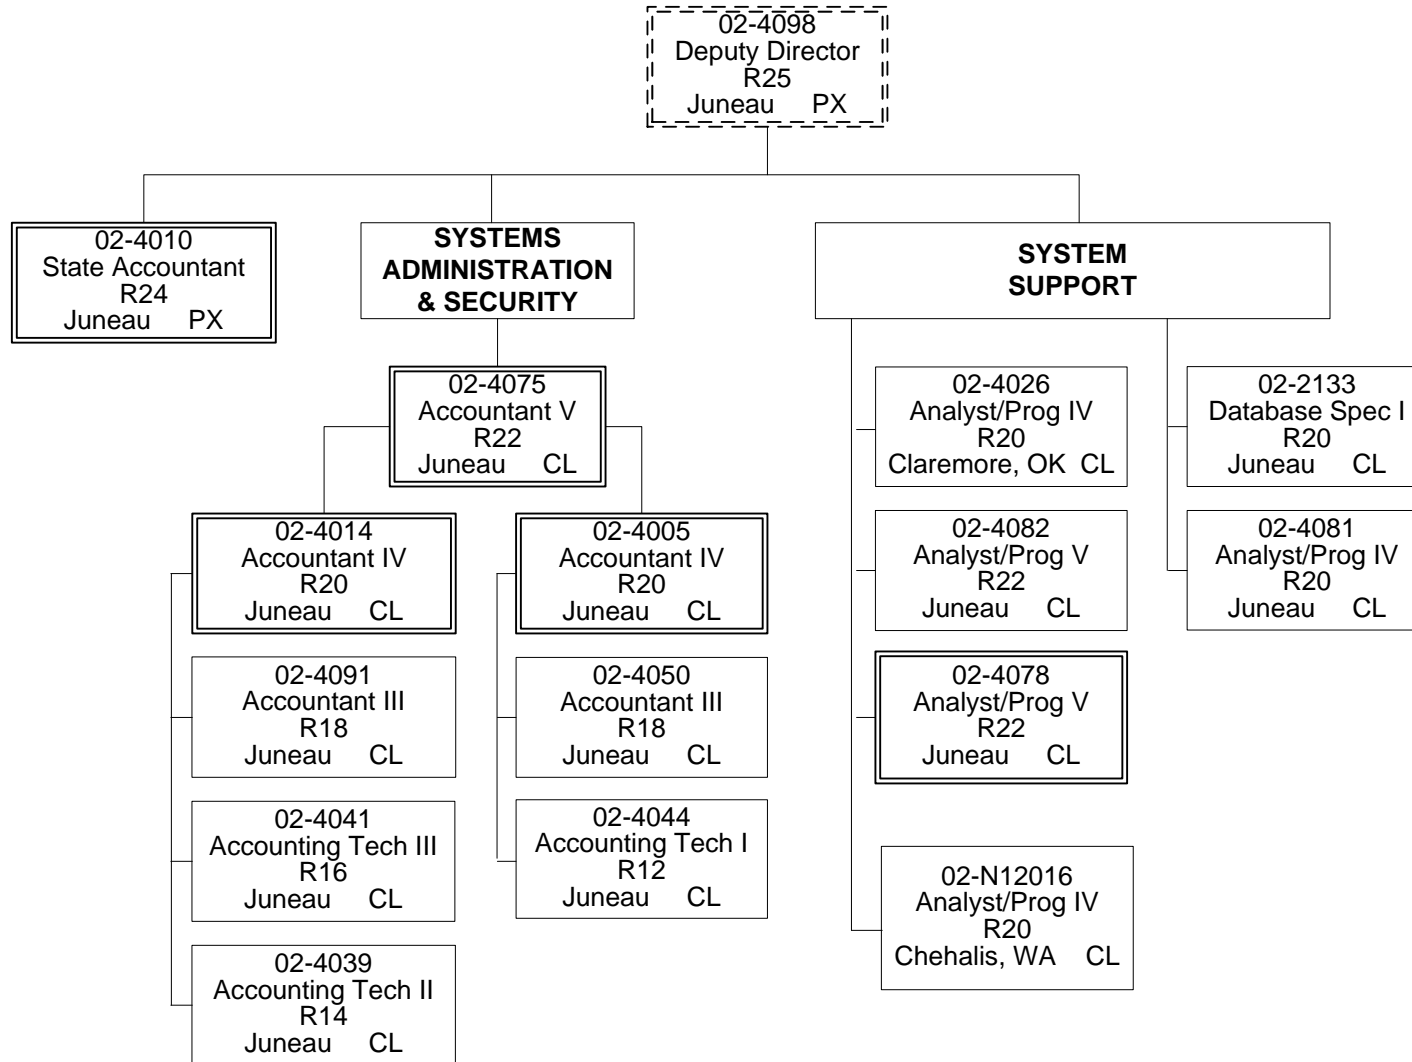 02-4098
Deputy Director
R25
Juneau PX
02-4010
State Accountant
R24
Juneau PX
SYSTEMS
ADMINISTRATION
& SECURITY
SYSTEM
SUPPORT
02-4075
Accountant V
R22
Juneau CL
02-4014
Accountant IV
R20
Juneau CL
02-4091
Accountant III
R18
Juneau CL
02-4041
Accounting Tech III
R16
Juneau CL
02-4039
Accounting Tech II
R14
Juneau CL
02-4005
Accountant IV
R20
Juneau CL
02-4050
Accountant III
R18
Juneau CL
02-4044
Accounting Tech I
R12
Juneau CL
02-4026
Analyst/Prog IV
R20
Claremore, OK CL
02-4082
Analyst/Prog V
R22
Juneau CL
02-4078
Analyst/Prog V
R22
Juneau CL
02-N12016
Analyst/Prog IV
R20
Chehalis, WA CL
02-2133
Database Spec I
R20
Juneau CL
02-4081
Analyst/Prog IV
R20
Juneau CL